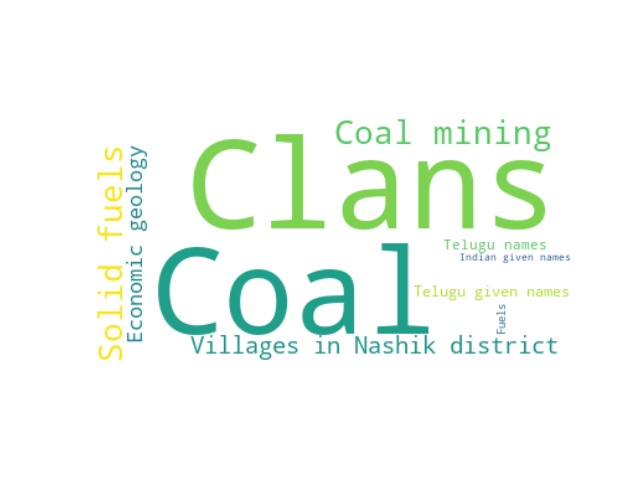 Coal mining
Clans
Solid fuels
Economic geology
Telugu names
Indian given names
Coal
Telugu given names
Fuels
Villages in Nashik district